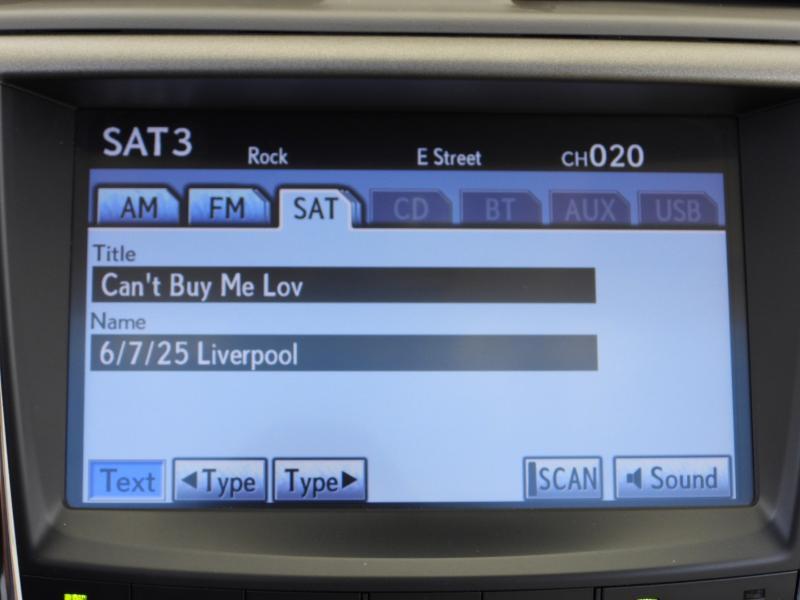 SAT3 Rock E Street CH020
AM FM SAT CD BT AUX USB
Title
Can't Buy Me Lov
Name
6/7/25 Liverpool
Text ◀Type Type▶ SCAN Sound